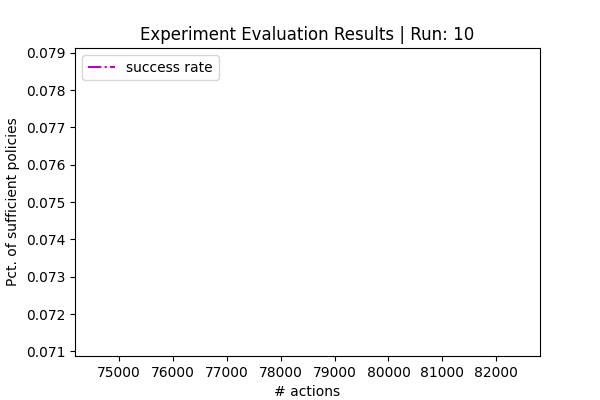 Experiment Evaluation Results | Run: 10
success rate
Pct. of sufficient policies
0.079
0.078
0.077
0.076
0.075
0.074
0.073
0.072
0.071
75000 76000 77000 78000 79000 80000 81000 82000
# actions